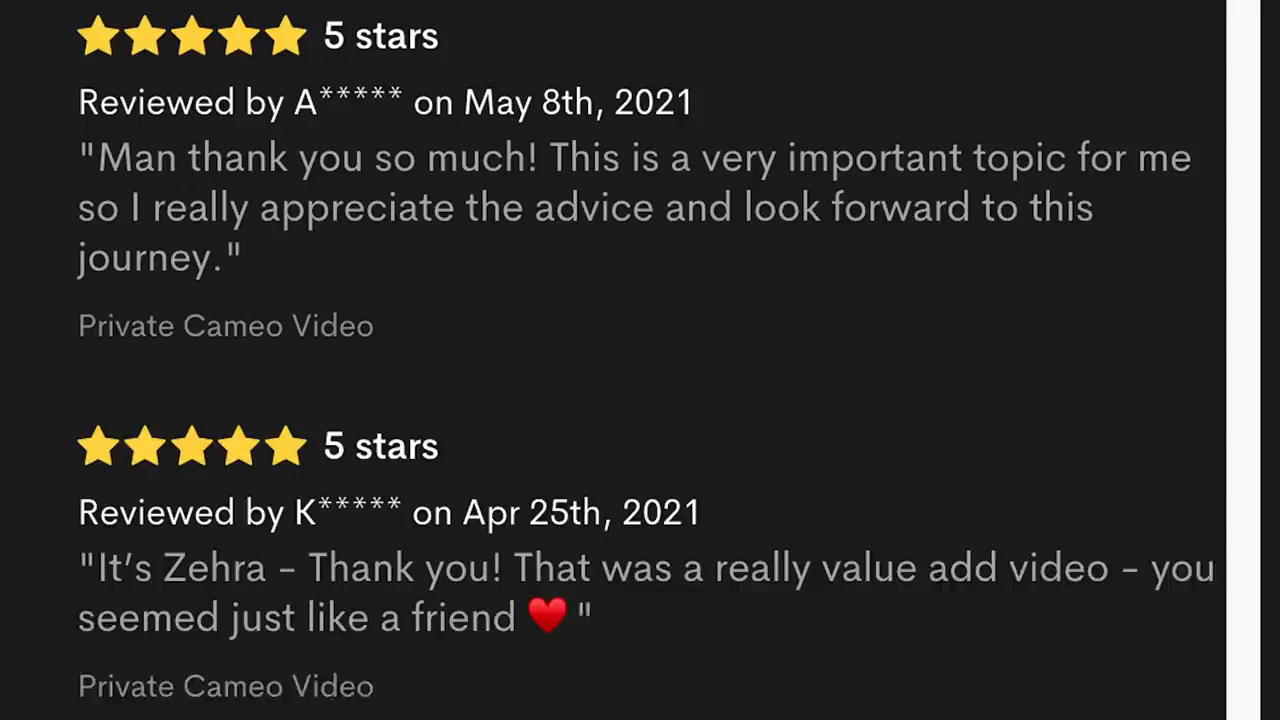 5 stars
Reviewed by A***** on May 8th, 2021
"Man thank you so much! This is a very important topic for me
so I really appreciate the advice and look forward to this
journey."
Private Cameo Video
5 stars
Reviewed by K***** on Apr 25th, 2021
"It’s Zehra - Thank you! That was a really value add video - you
seemed just like a friend ♥️ "
Private Cameo Video